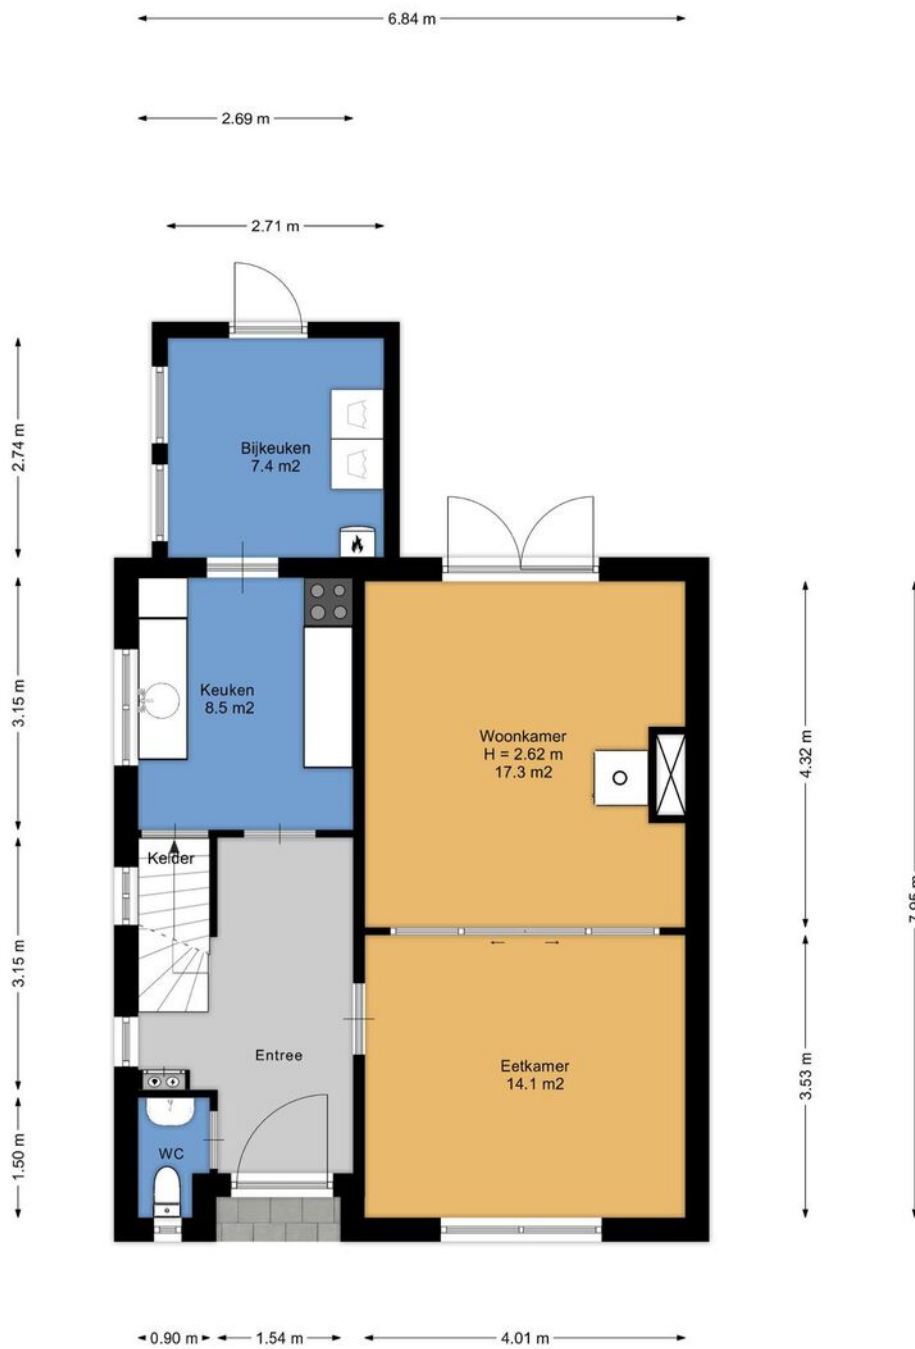 6.84 m
2.69 m
2.71 m
2.74 m
Bijkeuken
7.4 m2
3.15 m
Keuken
8.5 m2
Woonkamer
H = 2.62 m
17.3 m2
4.32 m
Kelder
7.95 m
3.15 m
Entree
Eetkamer
14.1 m2
3.53 m
1.50 m
WC
0.90 m
1.54 m
4.01 m